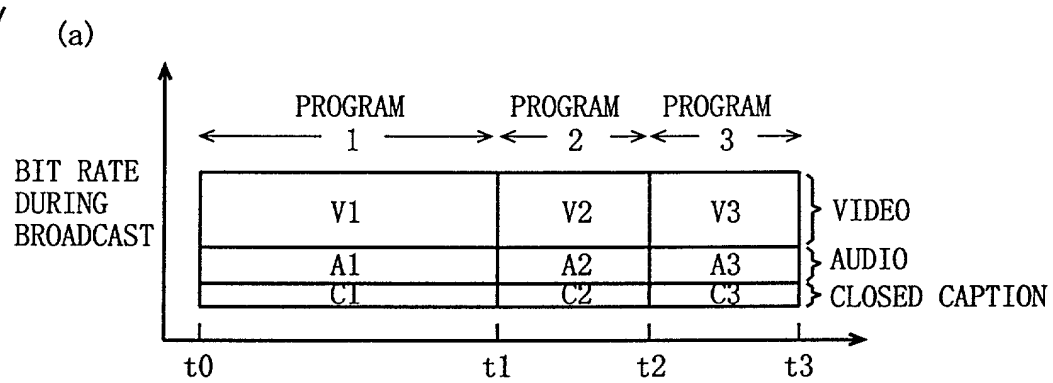 (a)
PROGRAM PROGRAM PROGRAM
1 2 3
BIT RATE
DURING
BROADCAST
V1 V2 V3 VIDEO
A1 A2 A3 AUDIO
C1 C2 C3 CLOSED CAPTION
t0 t1 t2 t3